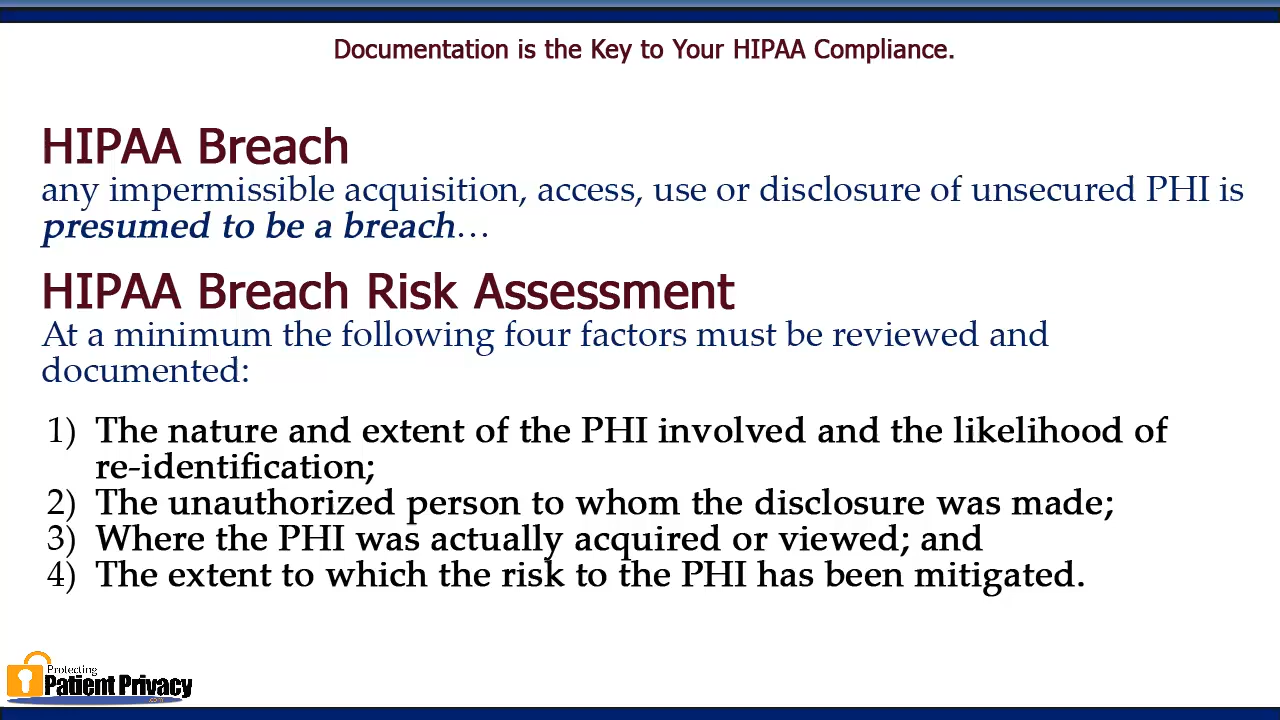 Documentation is the Key to Your HIPAA Compliance.
HIPAA Breach
any impermissible acquisition, access, use or disclosure of unsecured PHI is
presumed to be a breach…
HIPAA Breach Risk Assessment
At a minimum the following four factors must be reviewed and
documented:
1) The nature and extent of the PHI involved and the likelihood of
re-identification;
2) The unauthorized person to whom the disclosure was made;
3) Where the PHI was actually acquired or viewed; and
4) The extent to which the risk to the PHI has been mitigated.
Protecting
Patient Privacy
.com